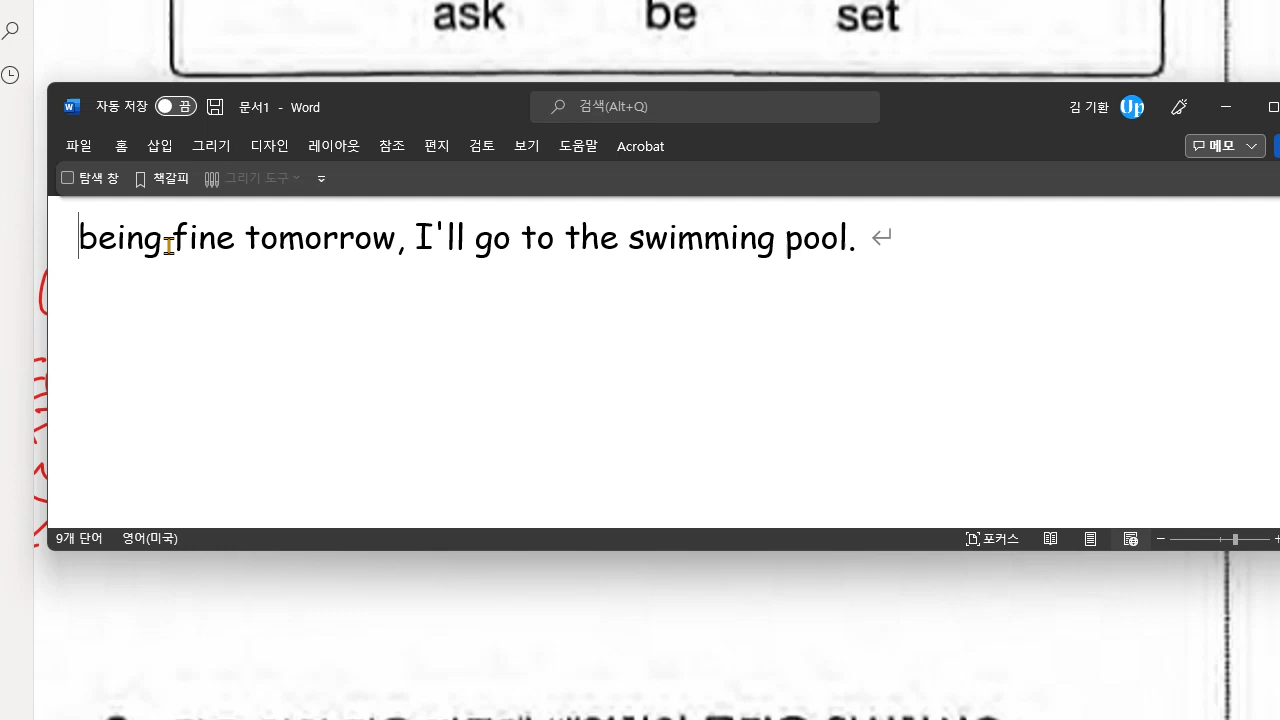 ask be set
자동 저장 끔 문서1 - Word 검색(Alt+Q) 김 기환 Up
파일 홈 삽입 그리기 디자인 레이아웃 참조 편지 검토 보기 도움말 Acrobat 메모
탐색 창 책갈피 그리기 도구
being fine tomorrow, I'll go to the swimming pool.
9개 단어 영어(미국) 포커스